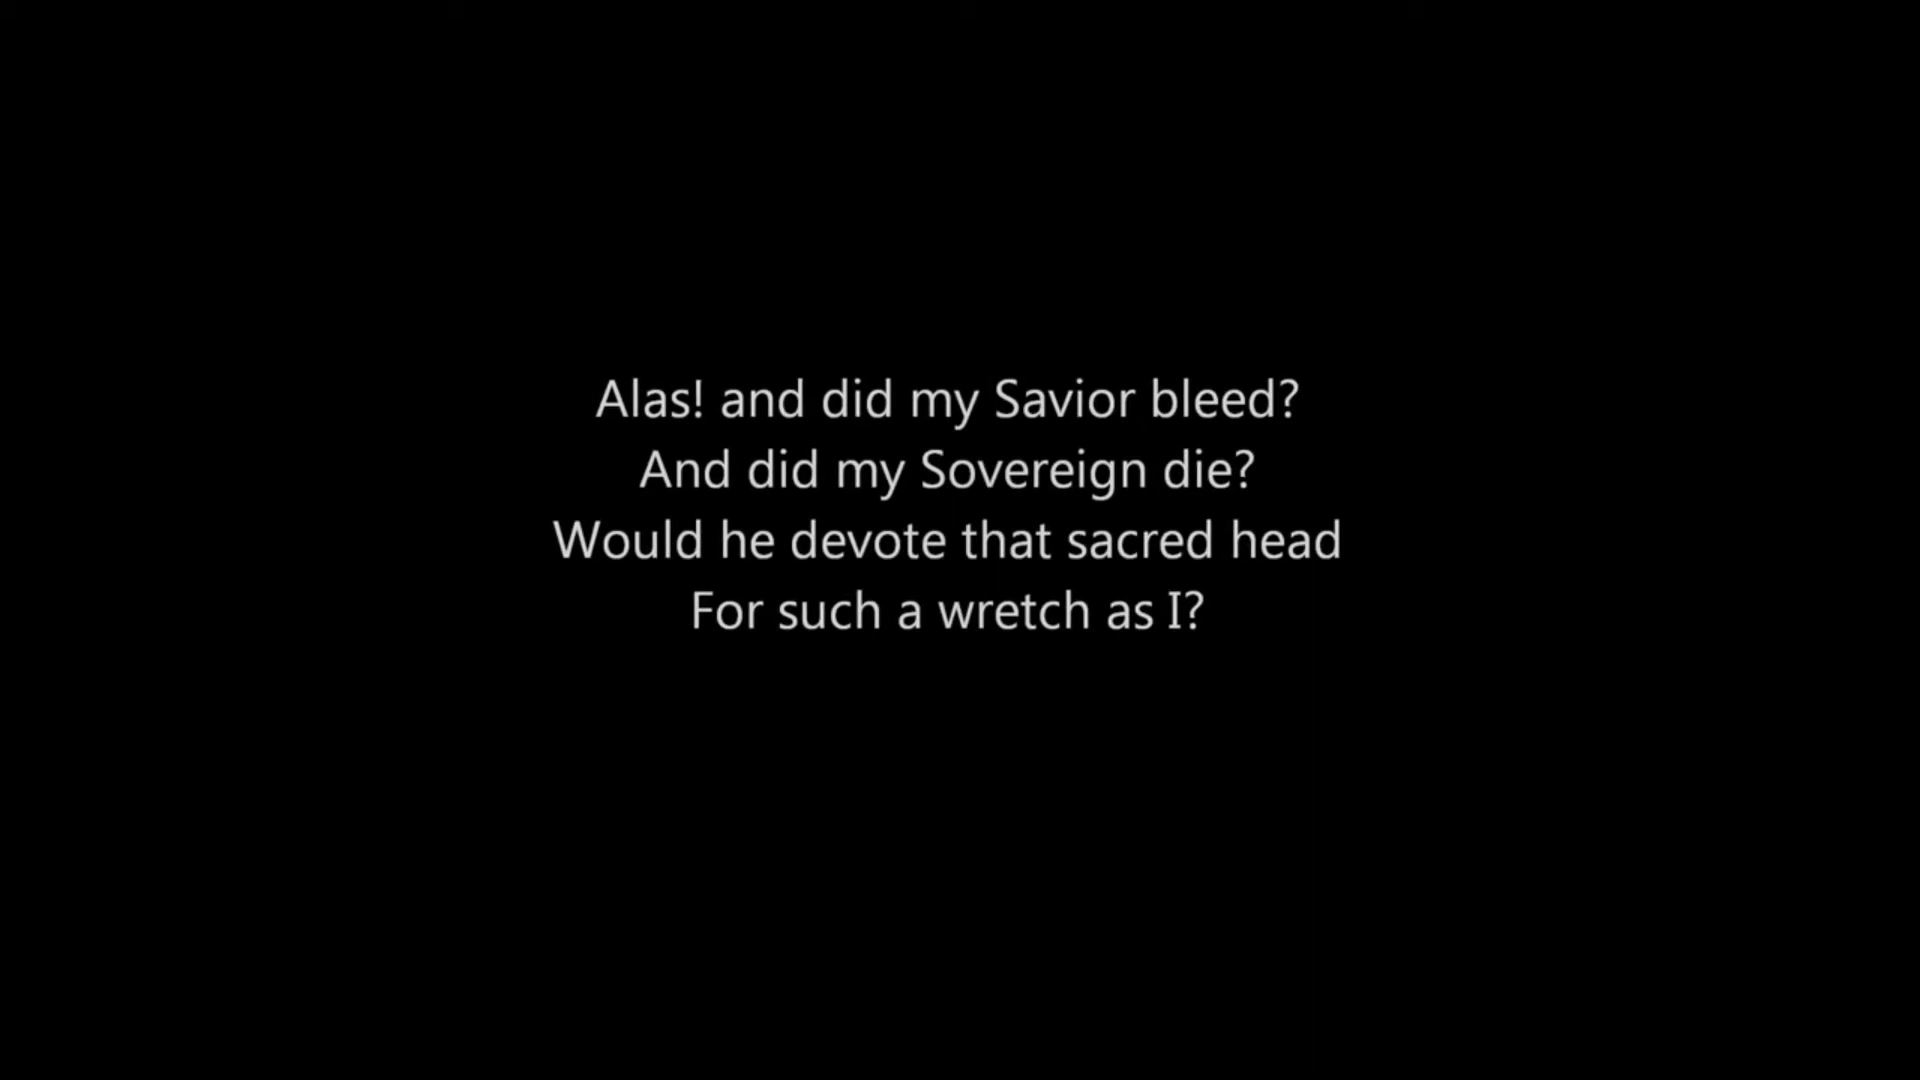 Alas! and did my Savior bleed?
And did my Sovereign die?
Would he devote that sacred head
For such a wretch as I?